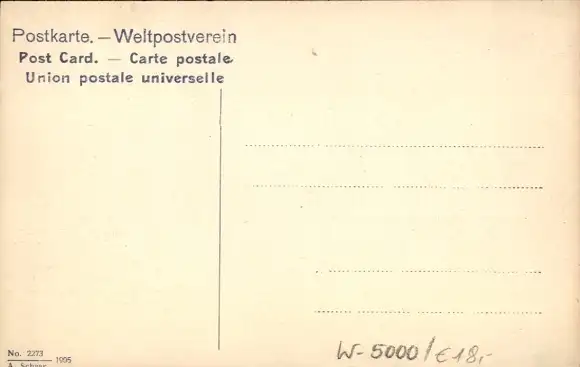 Postkarte. — Weltpostverein
Post Card. — Carte postale
Union postale universelle
No. 2273
1905
A.
W-5000/€18,-